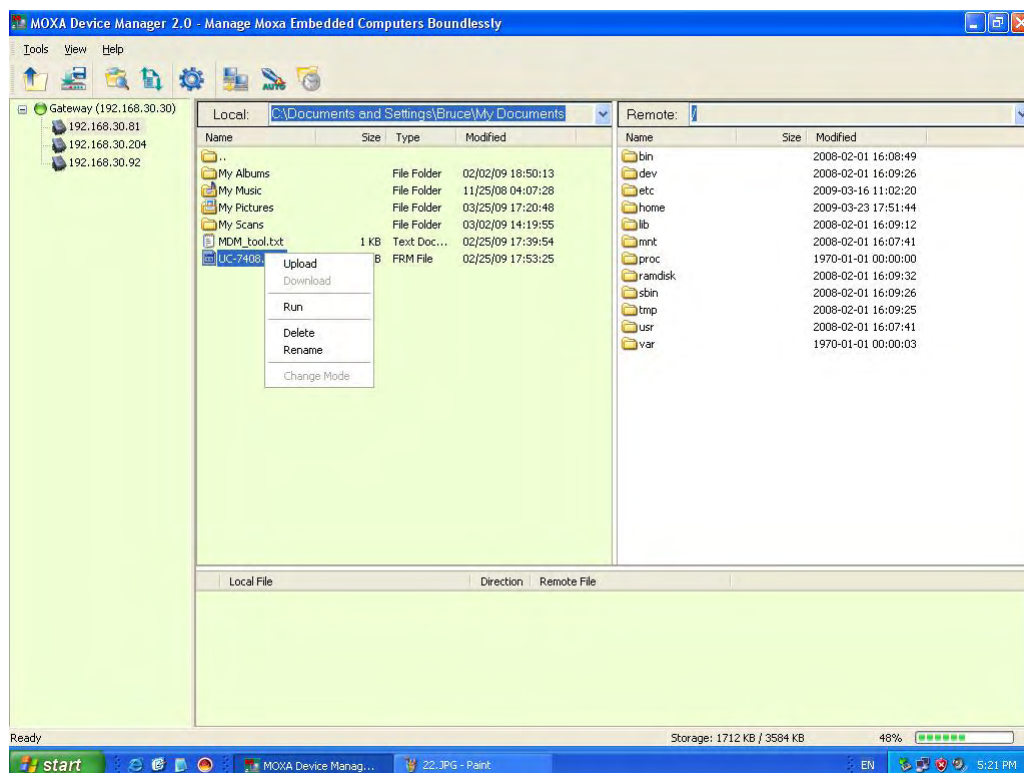 MOXA Device Manager 2.0 - Manage Moxa Embedded Computers Boundlessly
Tools View Help
AUTO
Gateway (192.168.30.30)
192.168.30.81
192.168.30.204
192.168.30.92
Local: C:\Documents and Settings\Bruce\My Documents
Name Size Type Modified
..
My Albums File Folder 02/02/09 18:50:13
My Music File Folder 11/25/08 04:07:28
My Pictures File Folder 03/25/09 17:20:48
My Scans File Folder 03/02/09 14:19:55
MDM_tool.txt 1 KB Text Doc... 02/25/09 17:39:54
UC-7408. B FRM File 02/25/09 17:53:25
Upload
Download
Run
Delete
Rename
Change Mode
Remote: /
Name Size Modified
bin 2008-02-01 16:08:49
dev 2008-02-01 16:09:26
etc 2009-03-16 11:02:20
home 2009-03-23 17:51:44
lib 2008-02-01 16:09:12
mnt 2008-02-01 16:07:41
proc 1970-01-01 00:00:00
ramdisk 2008-02-01 16:09:32
sbin 2008-02-01 16:09:26
tmp 2008-02-01 16:09:25
usr 2008-02-01 16:07:41
var 1970-01-01 00:00:03
Local File Direction Remote File
Ready Storage: 1712 KB / 3584 KB 48%
start MOXA Device Manag... 22.JPG - Paint EN 5:21 PM